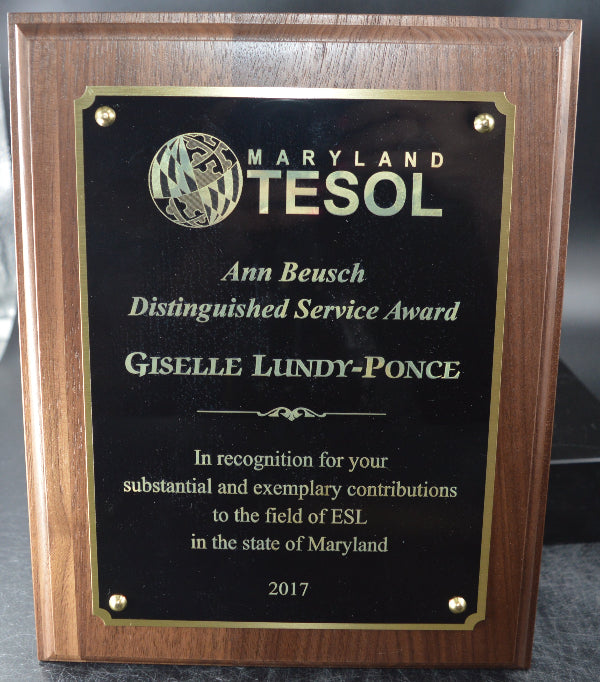 MARYLAND
TESOL
Ann Beusch
Distinguished Service Award
GISELLE LUNDY-PONCE
In recognition for your
substantial and exemplary contributions
to the field of ESL
in the state of Maryland
2017